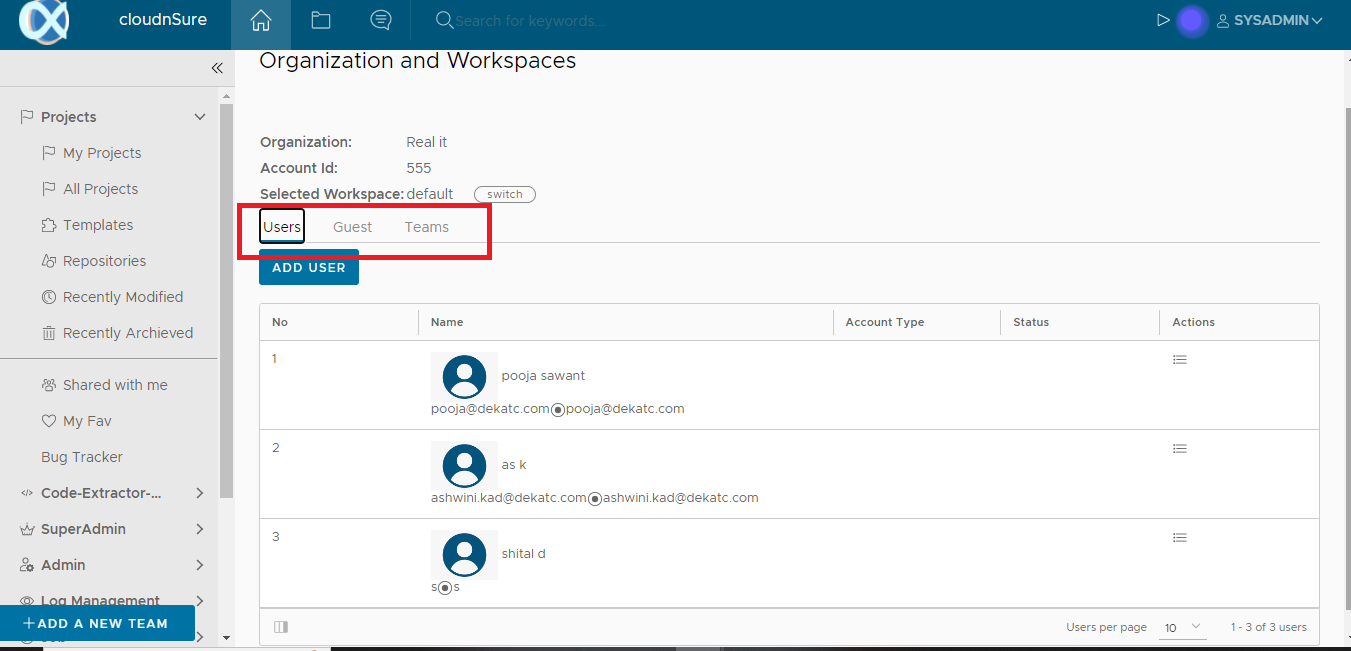 cloudnSure
Search for keywords...
SYSADMIN
Organization and Workspaces
Projects
My Projects
All Projects
Templates
Repositories
Recently Modified
Recently Archieved
Shared with me
My Fav
Bug Tracker
Code-Extractor-...
SuperAdmin
Admin
Log Management
ADD A NEW TEAM
Organization: Real it
Account Id: 555
Selected Workspace: default switch
Users Guest Teams
ADD USER
No Name Account Type Status Actions
1
pooja sawant
pooja@dekatc.com pooja@dekatc.com
2
as k
ashwini.kad@dekatc.com ashwini.kad@dekatc.com
3
shital d
s s
Users per page 10 1 - 3 of 3 users